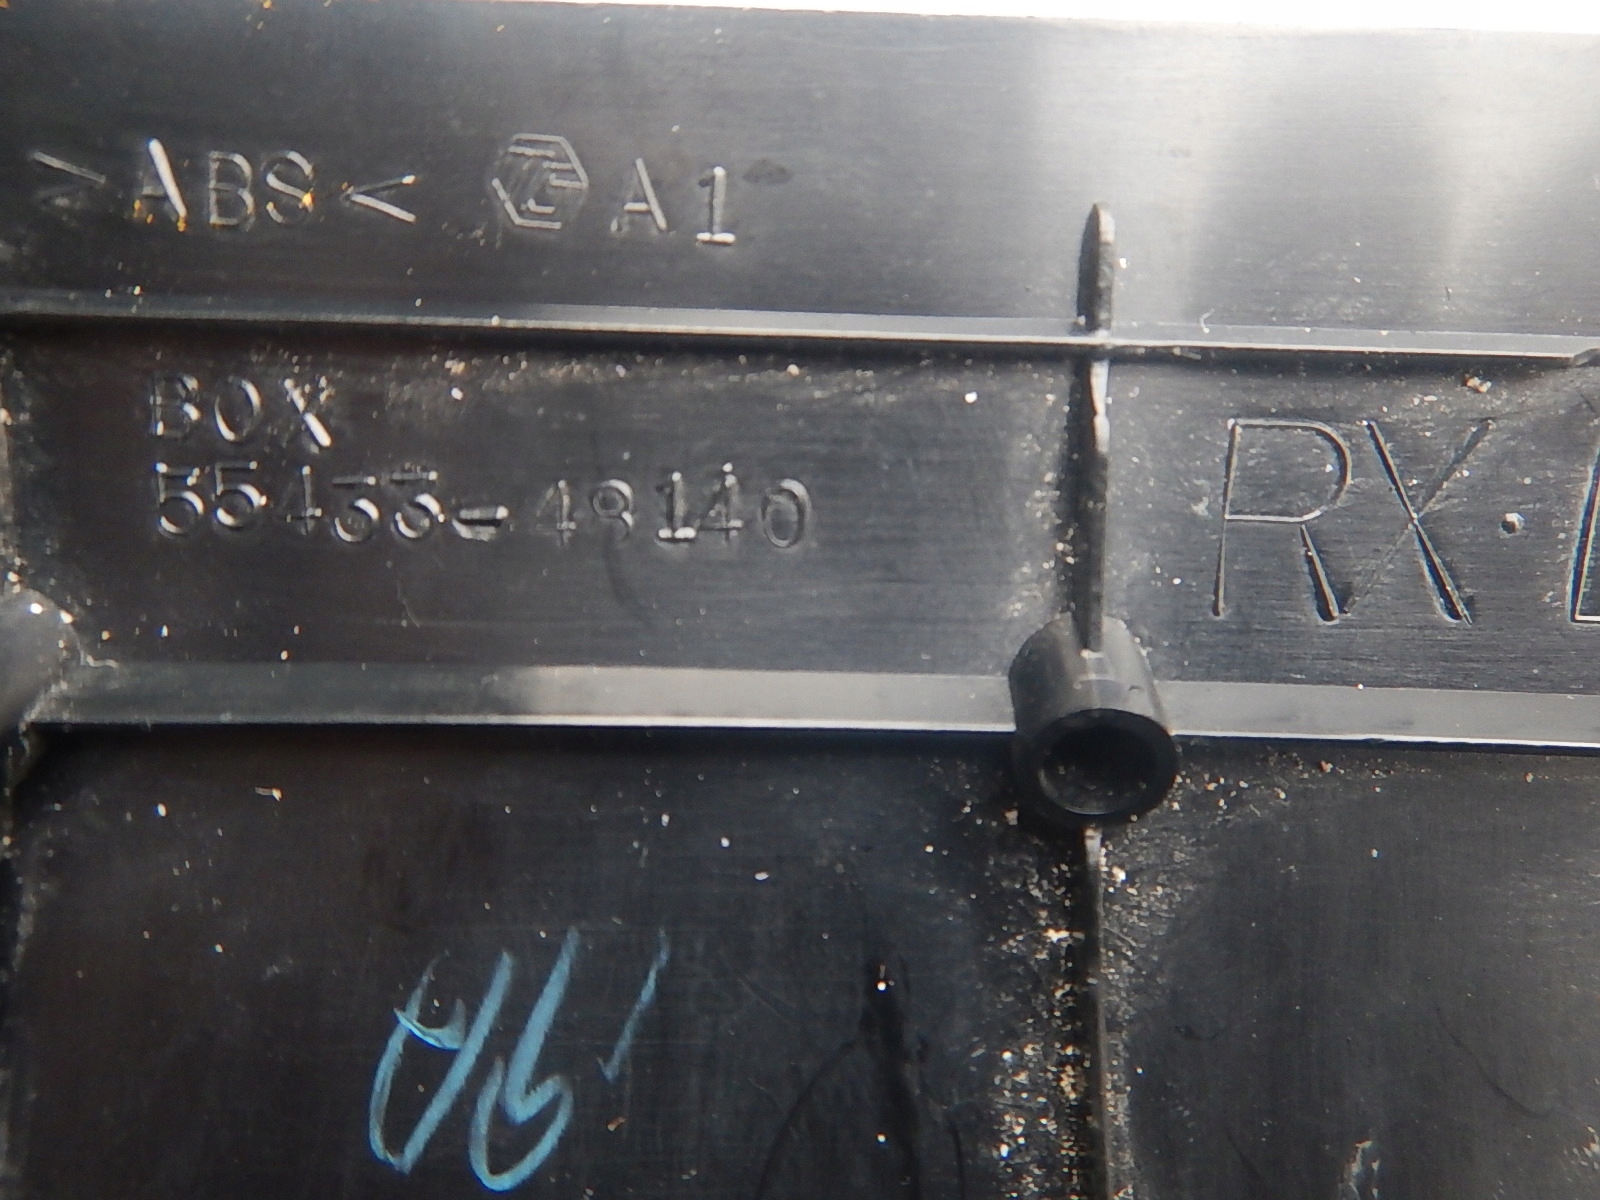 >ABS< A1
BOX
55433-48140
RX·